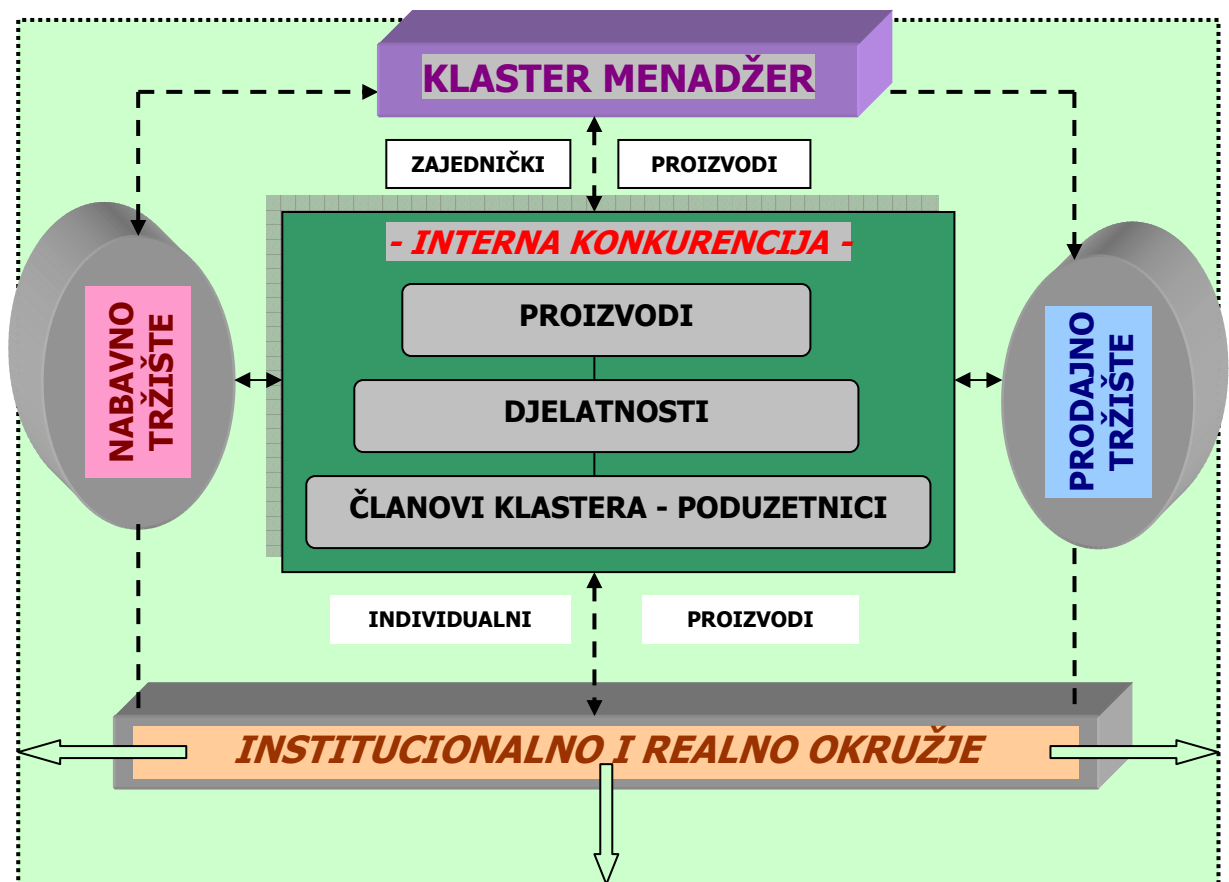 KLASTER MENADŽER
ZAJEDNIČKI
PROIZVODI
- INTERNA KONKURENCIJA -
PROIZVODI
DJELATNOSTI
ČLANOVI KLASTERA - PODUZETNICI
NABAVNO
TRŽIŠTE
PRODAJNO
TRŽIŠTE
INDIVIDUALNI
PROIZVODI
INSTITUCIONALNO I REALNO OKRUŽJE